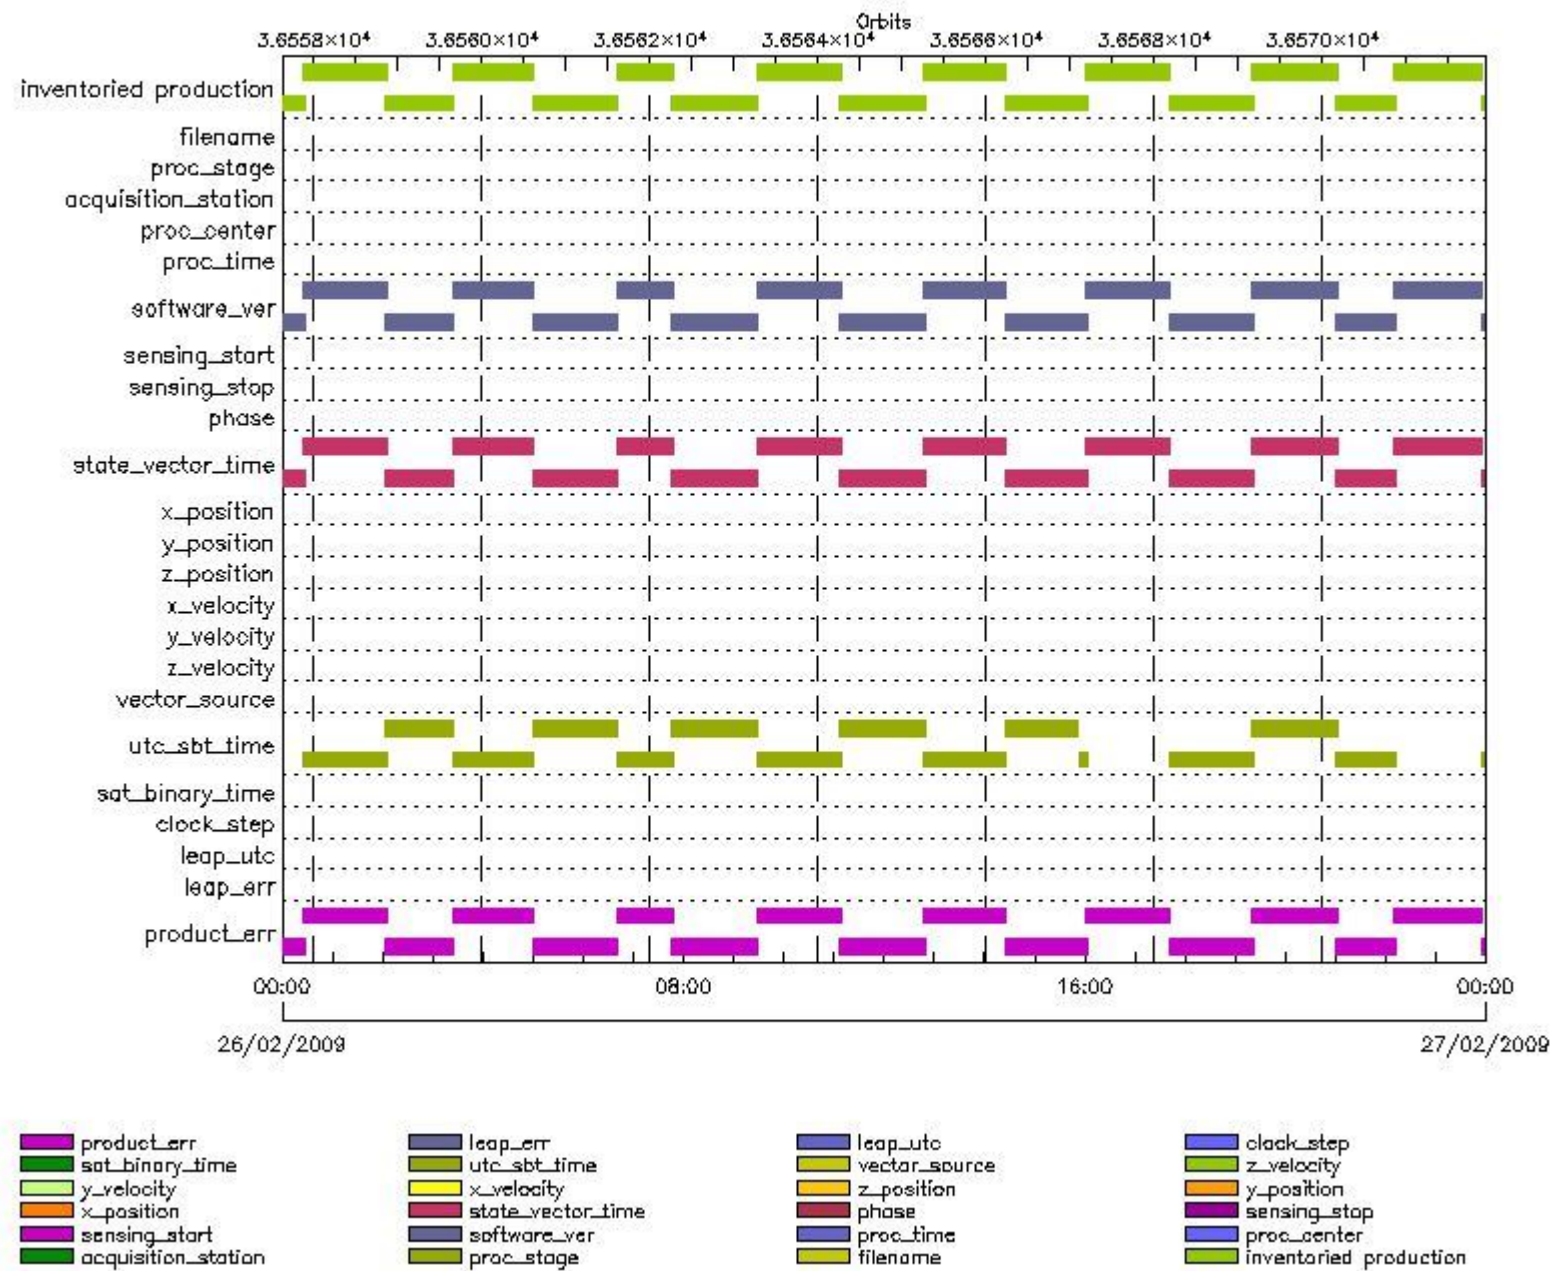 Orbits
3.6558×10⁴ 3.6560×10⁴ 3.6562×10⁴ 3.6564×10⁴ 3.6566×10⁴ 3.6568×10⁴ 3.6570×10⁴
inventoried production
filename
proc_stage
acquisition_station
proc_center
proc_time
software_ver
sensing_start
sensing_stop
phase
state_vector_time
x_position
y_position
z_position
x_velocity
y_velocity
z_velocity
vector_source
utc_sbt_time
sat_binary_time
clock_step
leap_utc
leap_err
product_err
00:00 08:00 16:00 00:00
26/02/2009 27/02/2009
product_err leap_err leap_utc clock_step
sat_binary_time utc_sbt_time vector_source z_velocity
y_velocity x_velocity z_position y_position
x_position state_vector_time phase sensing_stop
sensing_start software_ver proc_time proc_center
acquisition_station proc_stage filename inventoried production